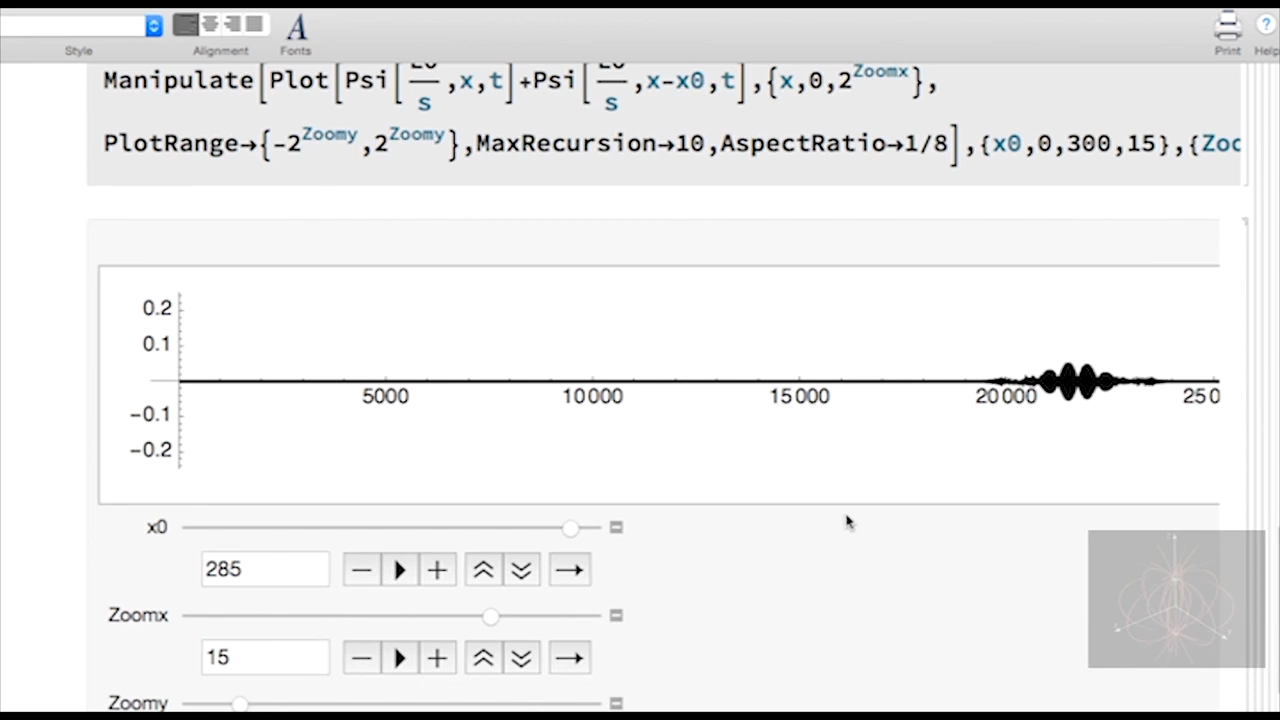 Style Alignment Fonts Print Help
Manipulate[Plot[Psi[—/s,x,t]+Psi[—/s,x-x0,t],{x,0,2^Zoomx},
PlotRange→{-2^Zoomy,2^Zoomy},MaxRecursion→10,AspectRatio→1/8],{x0,0,300,15},{Zoo
0.2
0.1
-0.1
-0.2
5000 10000 15000 20000 250
x0
285
Zoomx
15
Zoomy